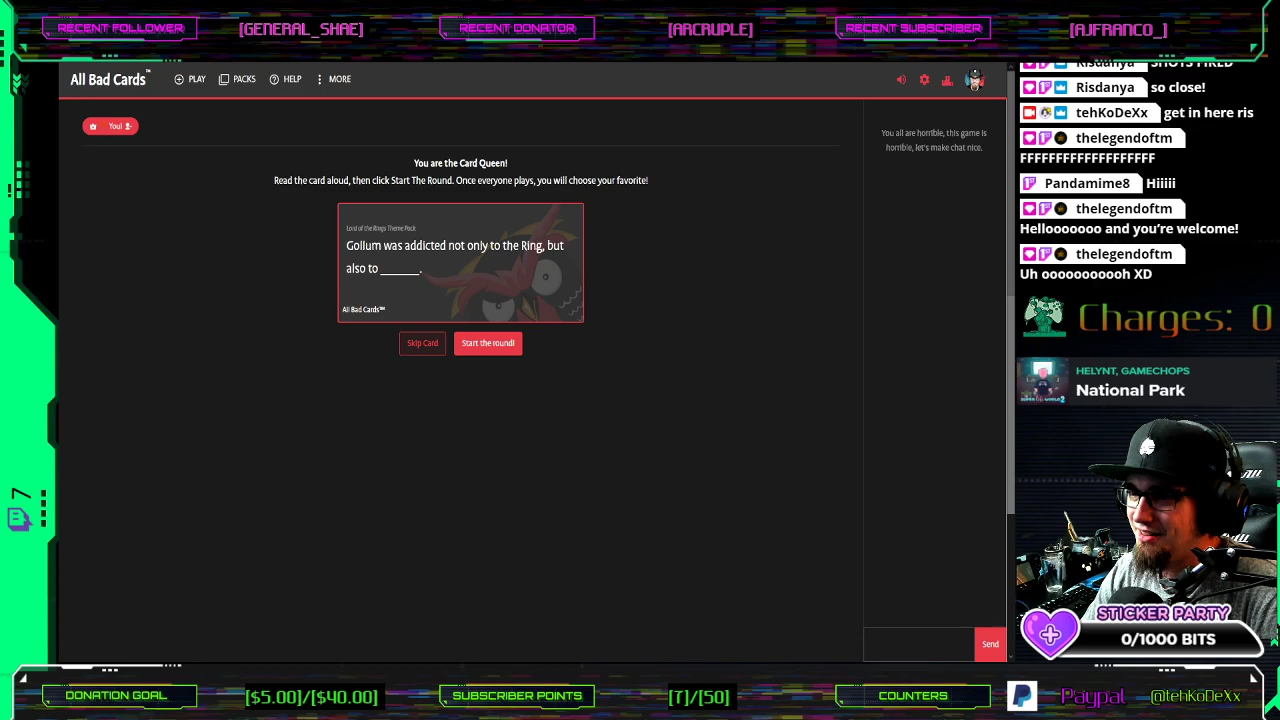 RECENT FOLLOWER
[GENERAL_SHAE]
RECENT DONATOR
[ARCRUPLE]
RECENT SUBSCRIBER
[AJFRANCO_]
All Bad Cards™
PLAY
PACKS
HELP
MORE
You!
You are the Card Queen!
Read the card aloud, then click Start The Round. Once everyone plays, you will choose your favorite!
Lord of the Rings Theme Pack
Gollum was addicted not only to the Ring, but
also to _______.
All Bad Cards™
Skip Card
Start the round!
You all are horrible, this game is
horrible, let's make chat nice.
Send
Risdanya SHOTS FIRED
Risdanya so close!
tehKoDeXx get in here ris
thelegendoftm
FFFFFFFFFFFFFFFFFFF
Pandamime8 Hiiiii
thelegendoftm
Helloooooo and you’re welcome!
thelegendoftm
Uh ooooooooooh XD
Charges: 0
HELYNT, GAMECHOPS
National Park
7
STICKER PARTY
0/1000 BITS
DONATION GOAL
[$5.00]/[$40.00]
SUBSCRIBER POINTS
[7]/[50]
COUNTERS
Paypal
@tehKoDeXx